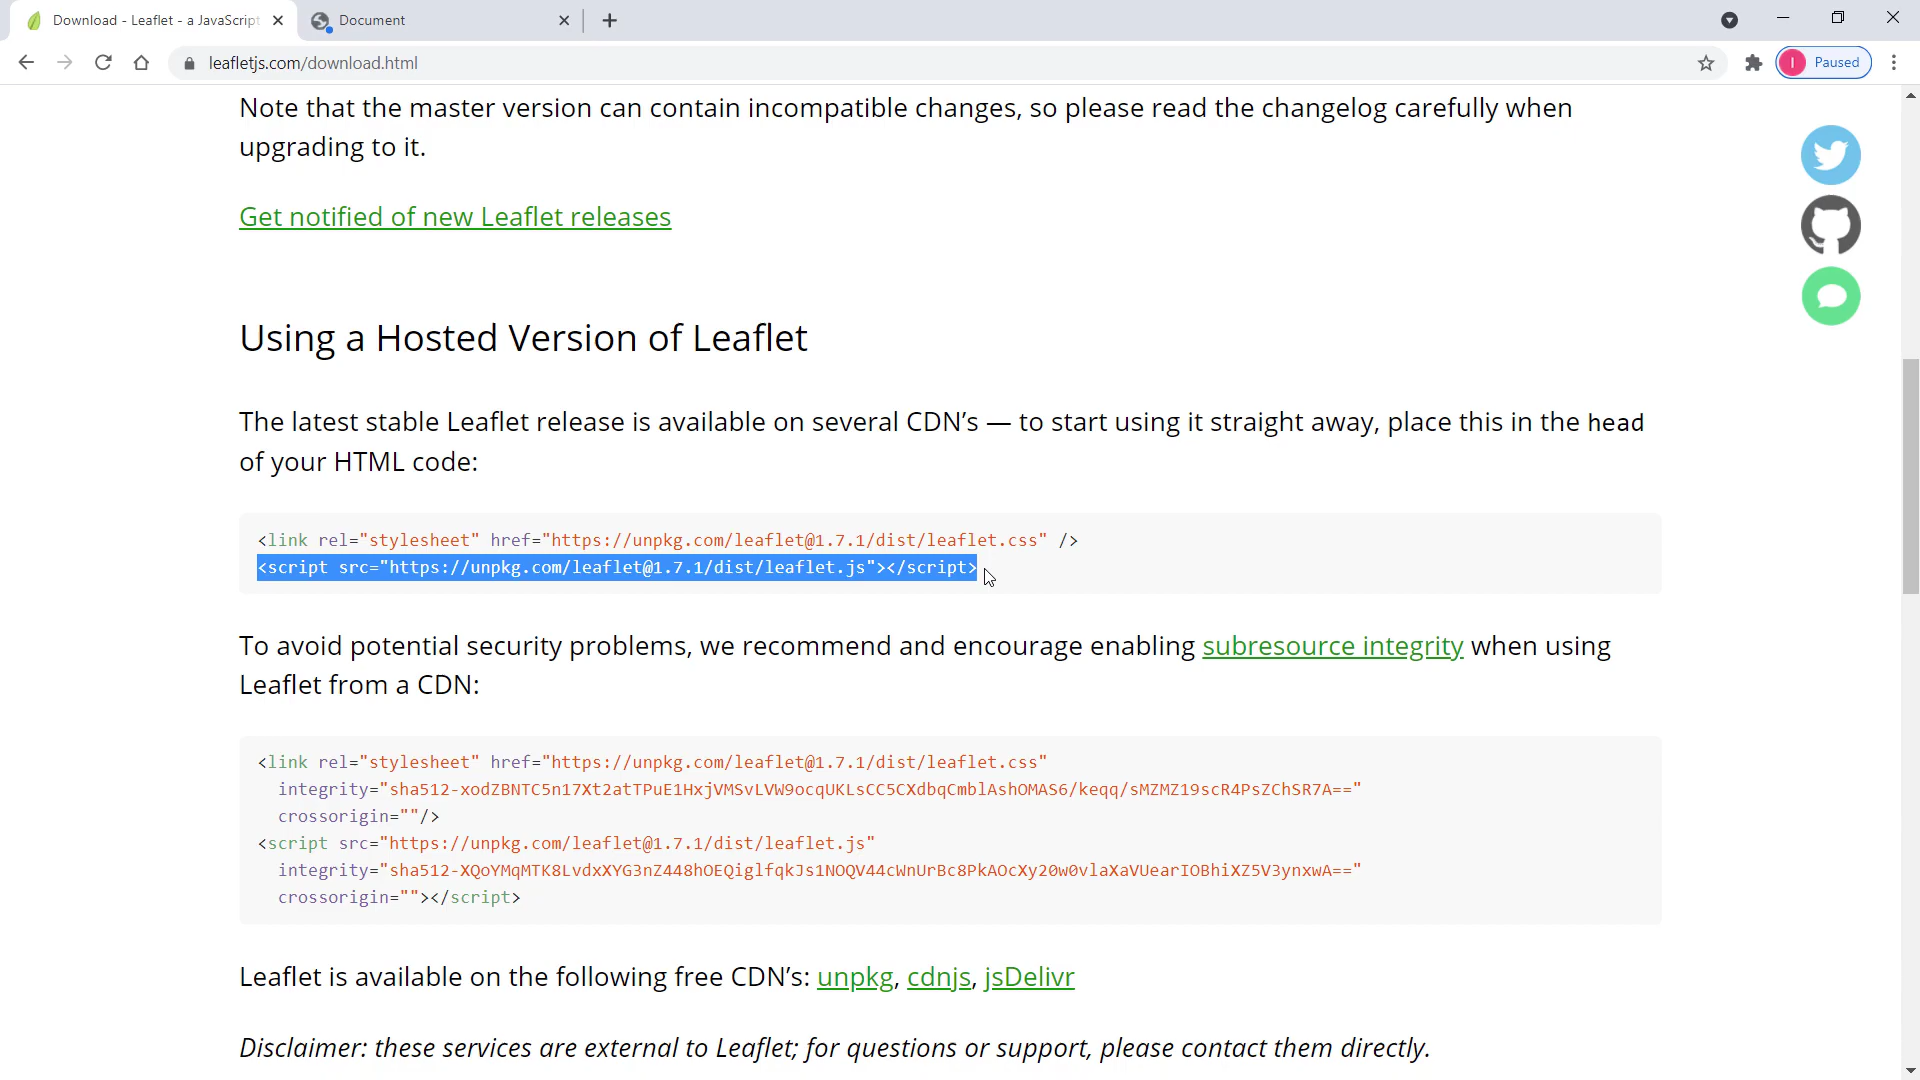 Download - Leaflet - a JavaScript
Document
leafletjs.com/download.html
Paused
Note that the master version can contain incompatible changes, so please read the changelog carefully when
upgrading to it.
Get notified of new Leaflet releases
Using a Hosted Version of Leaflet
The latest stable Leaflet release is available on several CDN’s — to start using it straight away, place this in the head
of your HTML code:
<link rel="stylesheet" href="https://unpkg.com/leaflet@1.7.1/dist/leaflet.css" />
<script src="https://unpkg.com/leaflet@1.7.1/dist/leaflet.js"></script>
To avoid potential security problems, we recommend and encourage enabling subresource integrity when using
Leaflet from a CDN:
<link rel="stylesheet" href="https://unpkg.com/leaflet@1.7.1/dist/leaflet.css"
integrity="sha512-xodZBNTC5n17Xt2atTPuE1HxjVMSvLVW9ocqUKLsCC5CXdbqCmblAshOMAS6/keqq/sMZMZ19scR4PsZChSR7A=="
crossorigin=""/>
<script src="https://unpkg.com/leaflet@1.7.1/dist/leaflet.js"
integrity="sha512-XQoYMqMTK8LvdxXYG3nZ448hOEQiglfqkJs1NOQV44cWnUrBc8PkAOcXy20w0vlaXaVUearIOBhiXZ5V3ynxwA=="
crossorigin=""></script>
Leaflet is available on the following free CDN’s: unpkg, cdnjs, jsDelivr
Disclaimer: these services are external to Leaflet; for questions or support, please contact them directly.